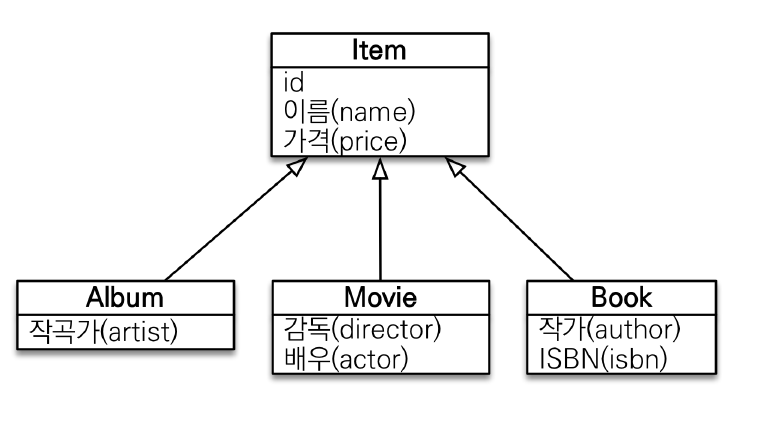 Item
id
이름(name)
가격(price)
Album
작곡가(artist)
Movie
감독(director)
배우(actor)
Book
작가(author)
ISBN(isbn)